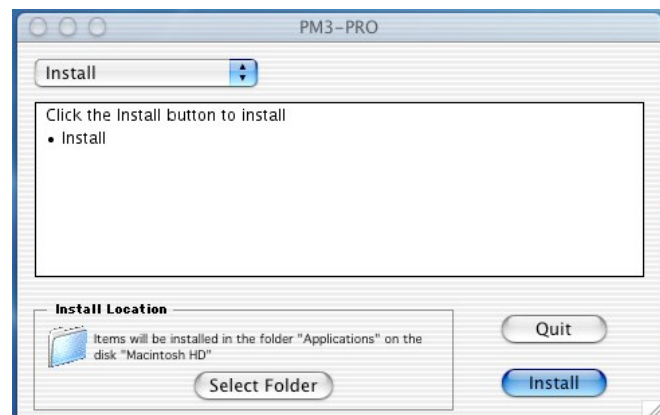 PM3-PRO
Install
Click the Install button to install
• Install
Install Location
Items will be installed in the folder "Applications" on the
disk "Macintosh HD"
Select Folder
Quit
Install